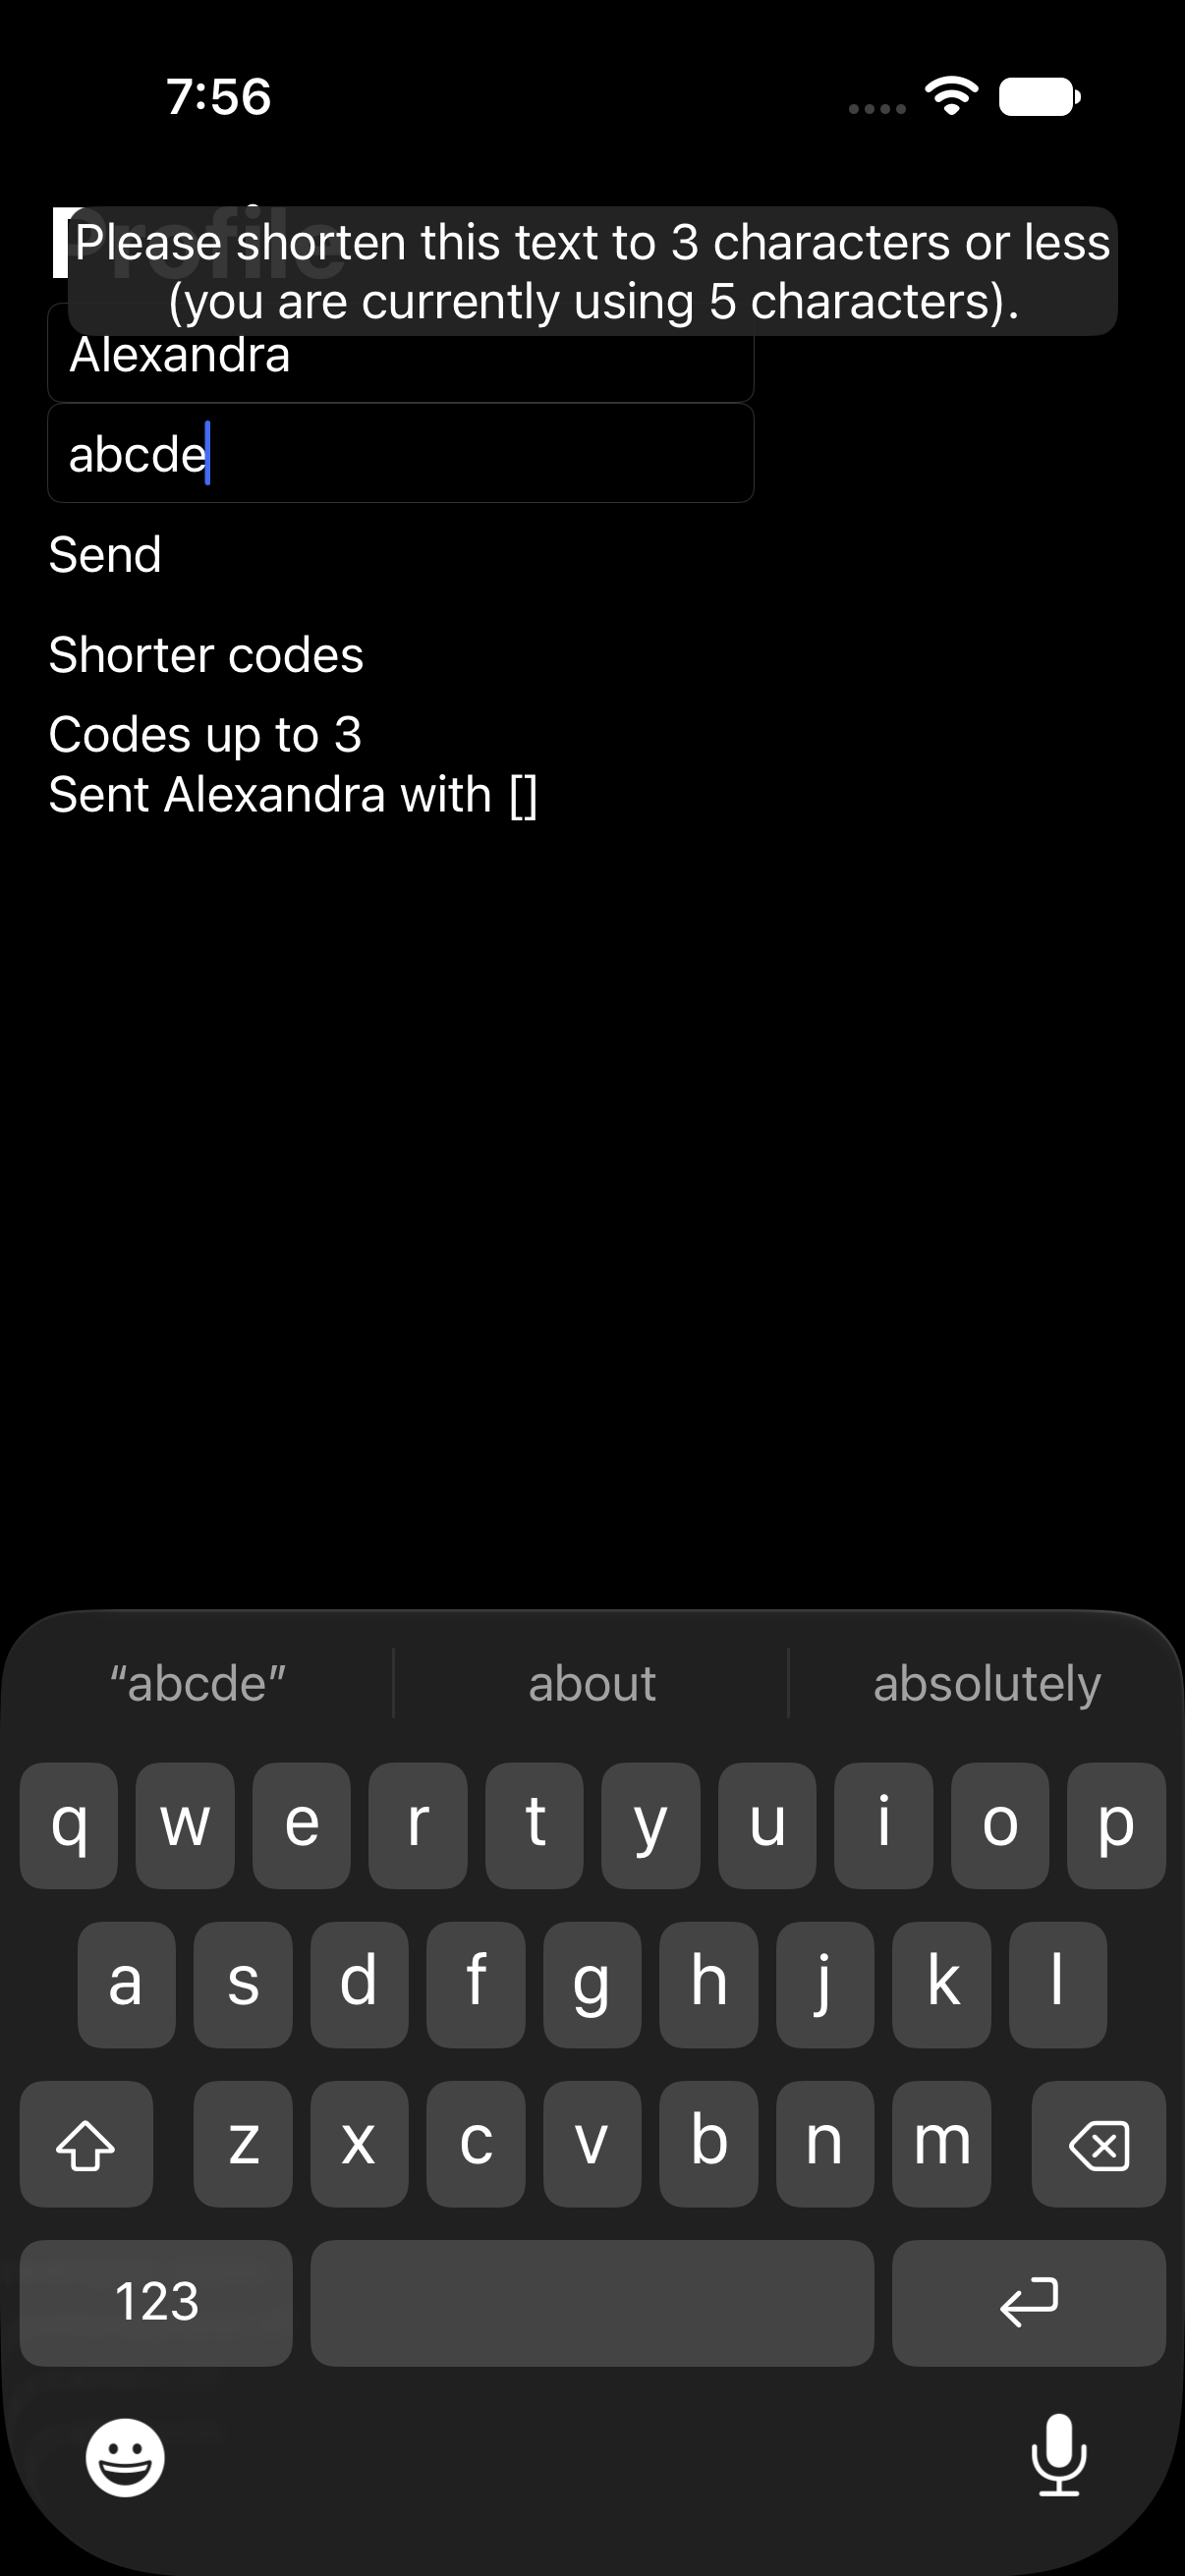 7:56
Profile
Please shorten this text to 3 characters or less
(you are currently using 5 characters).
Alexandra
abcde
Send
Shorter codes
Codes up to 3
Sent Alexandra with []
“abcde” about absolutely
q w e r t y u i o p
a s d f g h j k l
z x c v b n m
123